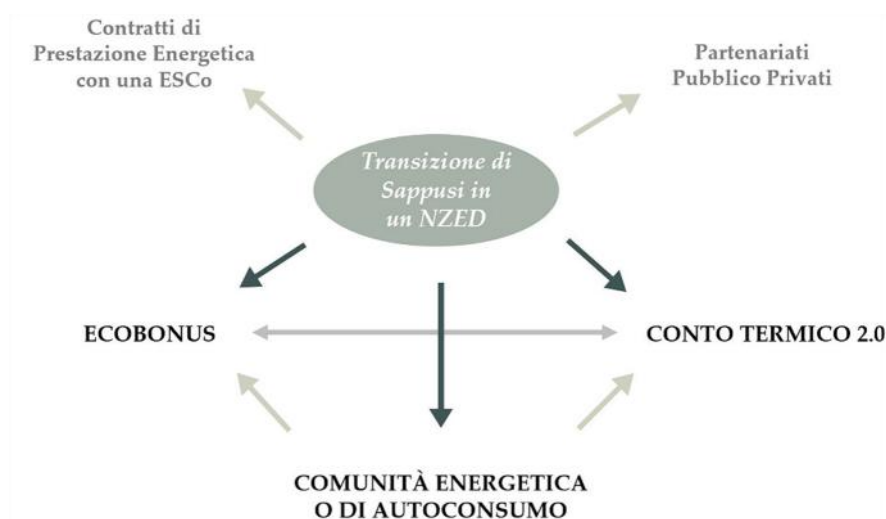 Contratti di
Prestazione Energetica
con una ESCo
Partenariati
Pubblico Privati
Transizione di
Sappusi in
un NZED
ECOBONUS
CONTO TERMICO 2.0
COMUNITÀ ENERGETICA
O DI AUTOCONSUMO